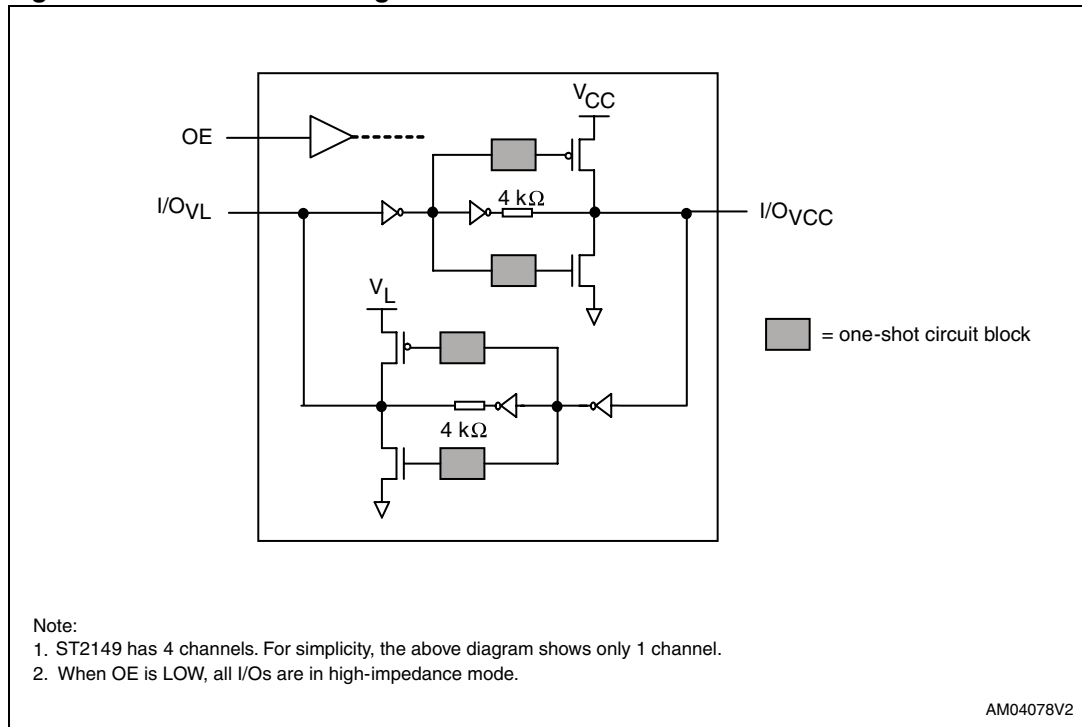 V_CC
OE
4 kΩ
I/O_VL
I/O_VCC
V_L
= one-shot circuit block
4 kΩ
Note:
1. ST2149 has 4 channels. For simplicity, the above diagram shows only 1 channel.
2. When OE is LOW, all I/Os are in high-impedance mode.
AM04078V2